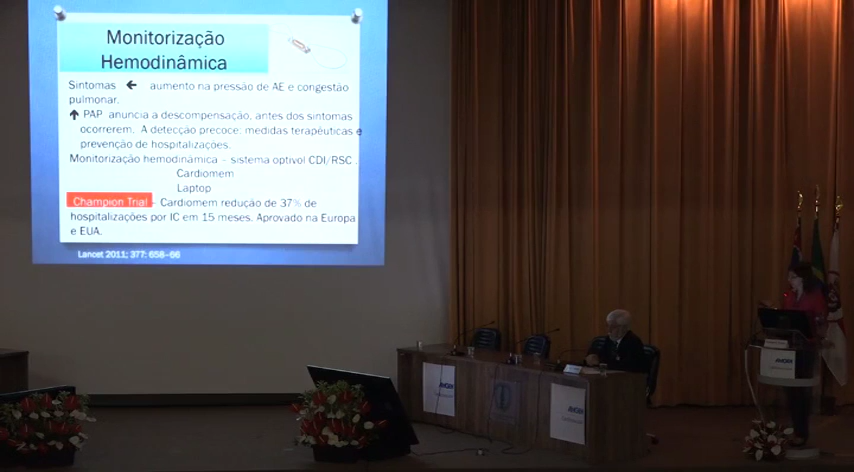 Monitorização
Hemodinâmica
Sintomas ← aumento na pressão de AE e congestão
pulmonar.
↑ PAP anuncia a descompensação, antes dos sintomas
ocorrerem. A detecção precoce: medidas terapêuticas e
prevenção de hospitalizações.
Monitorização hemodinâmica - sistema optivol CDI/RSC .
Cardiomem
Laptop
Champion Trial - Cardiomem redução de 37% de
hospitalizações por IC em 15 meses. Aprovado na Europa
e EUA.
Lancet 2011; 377: 658–66